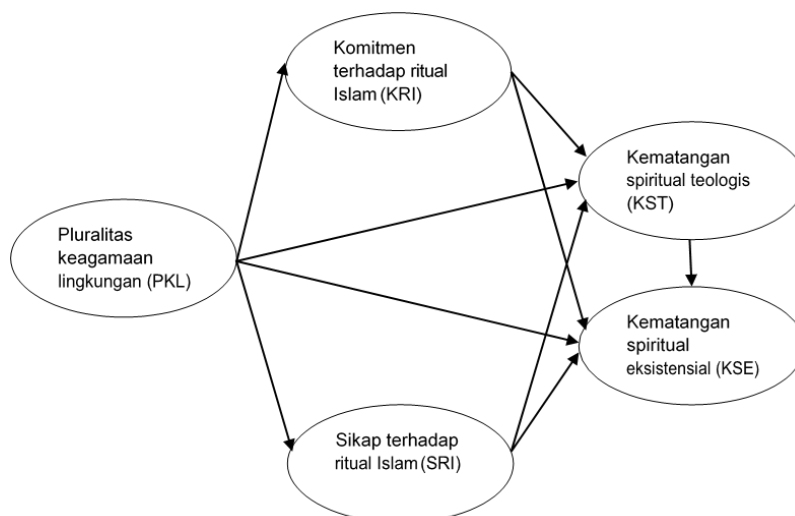 Komitmen
terhadap ritual
Islam (KRI)
Kematangan
spiritual teologis
(KST)
Pluralitas
keagamaan
lingkungan (PKL)
Kematangan
spiritual
eksistensial (KSE)
Sikap terhadap
ritual Islam (SRI)